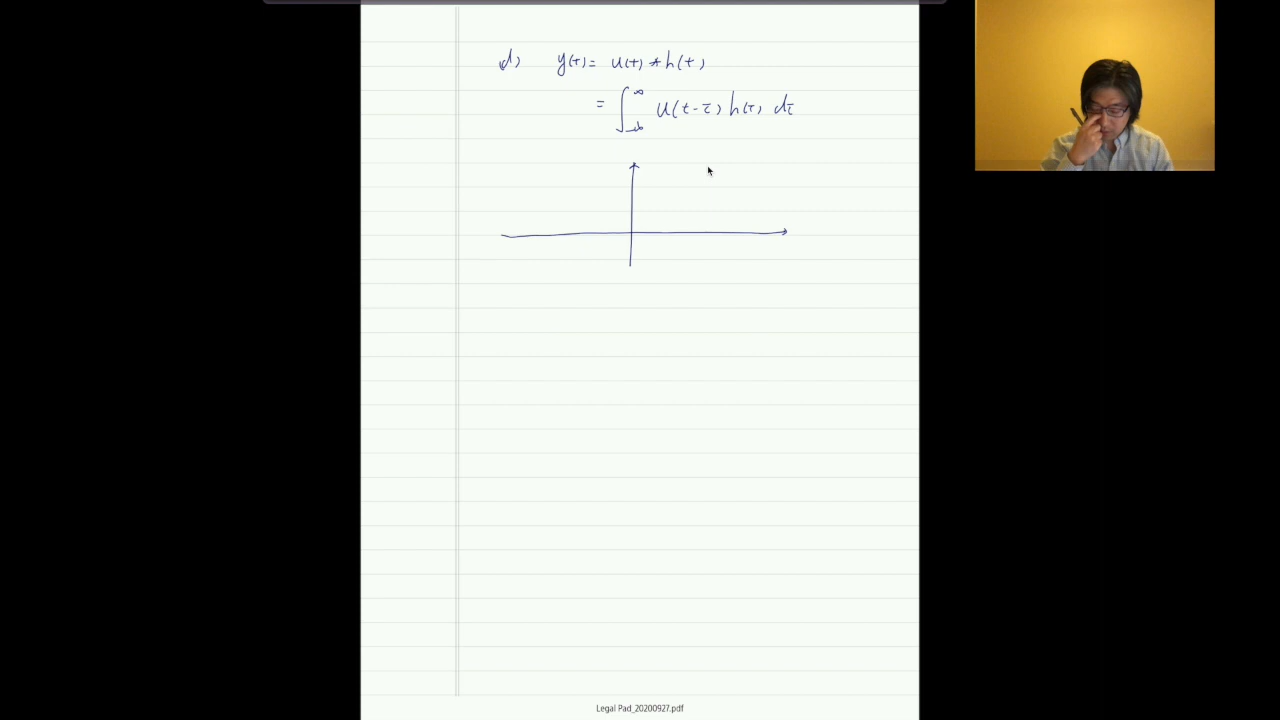 d) y(t) = u(t) * h(t)
= ∫_{-∞}^{∞} u(t-τ) h(τ) dτ
Legal Pad_20200927.pdf